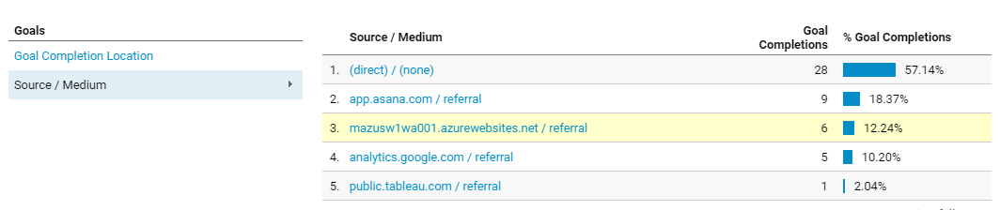 Goals
Goal Completion Location
Source / Medium
Source / Medium Goal Completions % Goal Completions
1. (direct) / (none) 28 57.14%
2. app.asana.com / referral 9 18.37%
3. mazusw1wa001.azurewebsites.net / referral 6 12.24%
4. analytics.google.com / referral 5 10.20%
5. public.tableau.com / referral 1 2.04%